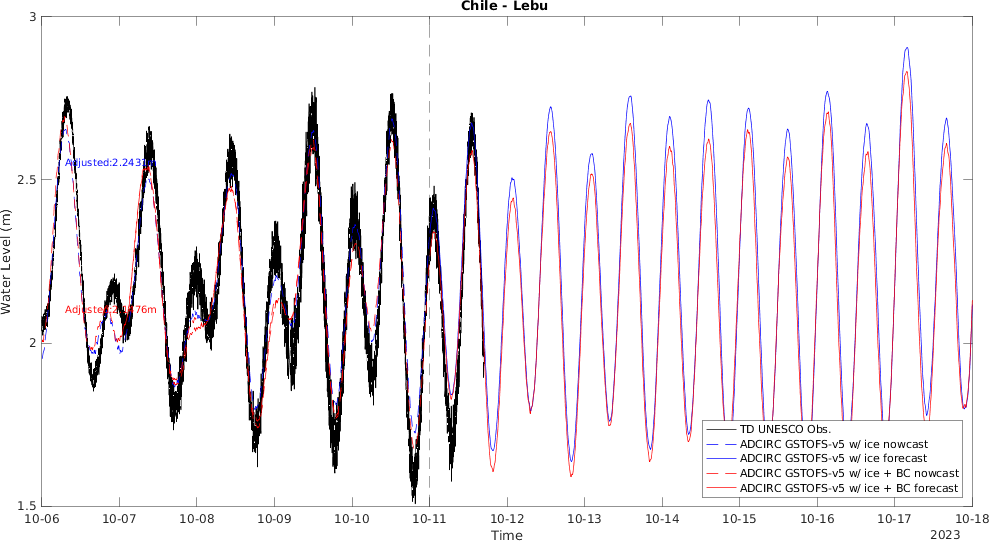 Chile - Lebu
3
2.5
2
1.5
Water Level (m)
10-06
10-07
10-08
10-09
10-10
10-11
10-12
10-13
10-14
10-15
10-16
10-17
10-18
Time
2023
TD UNESCO Obs.
ADCIRC GSTOFS-v5 w/ ice nowcast
ADCIRC GSTOFS-v5 w/ ice forecast
ADCIRC GSTOFS-v5 w/ ice + BC nowcast
ADCIRC GSTOFS-v5 w/ ice + BC forecast